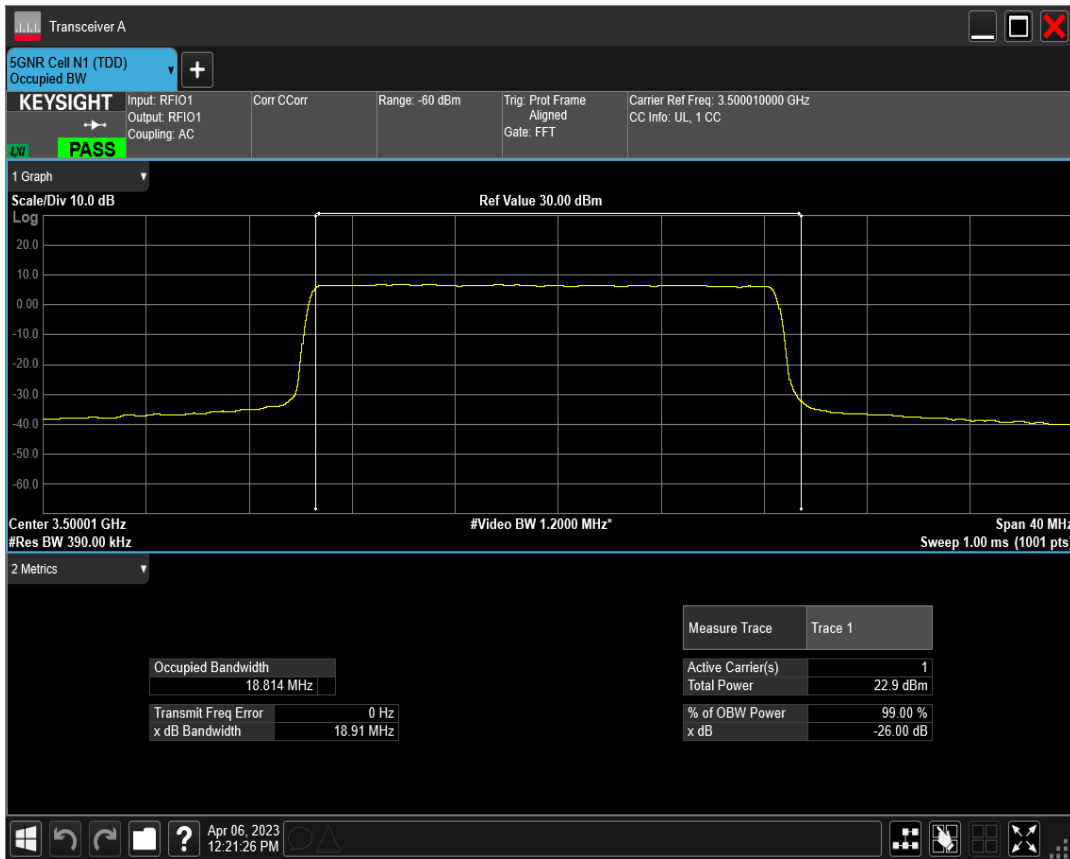 Transceiver A
5GNR Cell N1 (TDD)
Occupied BW
+
KEYSIGHT
LXI
PASS
Input: RFIO1
Output: RFIO1
Coupling: AC
Corr CCorr
Range: -60 dBm
Trig: Prot Frame
Aligned
Gate: FFT
Carrier Ref Freq: 3.500010000 GHz
CC Info: UL, 1 CC
1 Graph
Scale/Div 10.0 dB
Ref Value 30.00 dBm
Log
20.0
10.0
0.00
-10.0
-20.0
-30.0
-40.0
-50.0
-60.0
Center 3.50001 GHz
#Video BW 1.2000 MHz*
Span 40 MHz
#Res BW 390.00 kHz
Sweep 1.00 ms (1001 pts)
2 Metrics
Measure Trace Trace 1
Occupied Bandwidth
18.814 MHz
Active Carrier(s) 1
Total Power 22.9 dBm
Transmit Freq Error 0 Hz
x dB Bandwidth 18.91 MHz
% of OBW Power 99.00 %
x dB -26.00 dB
?
Apr 06, 2023
12:21:26 PM